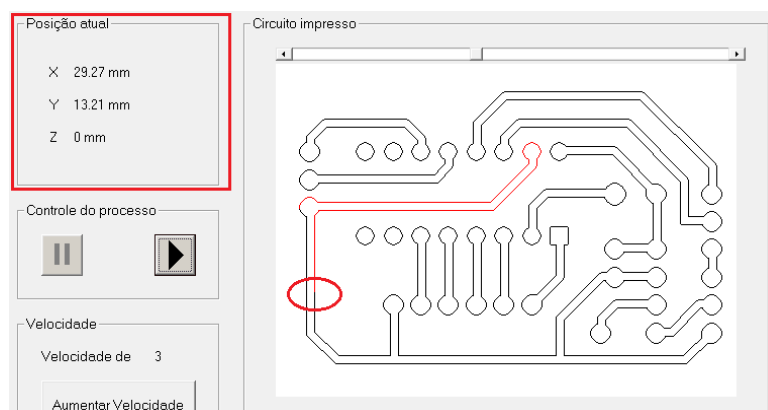 Posição atual
X 29.27 mm
Y 13.21 mm
Z 0 mm
Controle do processo
Velocidade
Velocidade de 3
Aumentar Velocidade
Circuito impresso